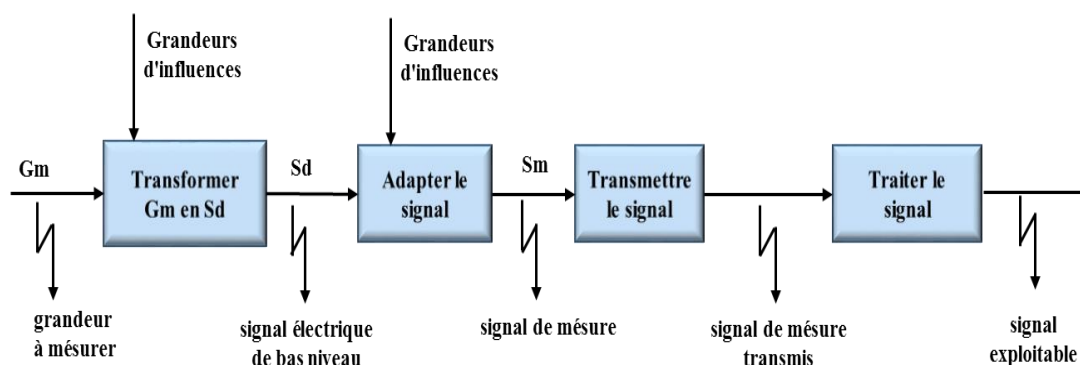 Grandeurs
d'influences
Grandeurs
d'influences
Gm
Transformer
Gm en Sd
Sd
Adapter le
signal
Sm
Transmettre
le signal
Traiter le
signal
grandeur
à mésurer
signal électrique
de bas niveau
signal de mésure
signal de mésure
transmis
signal
exploitable